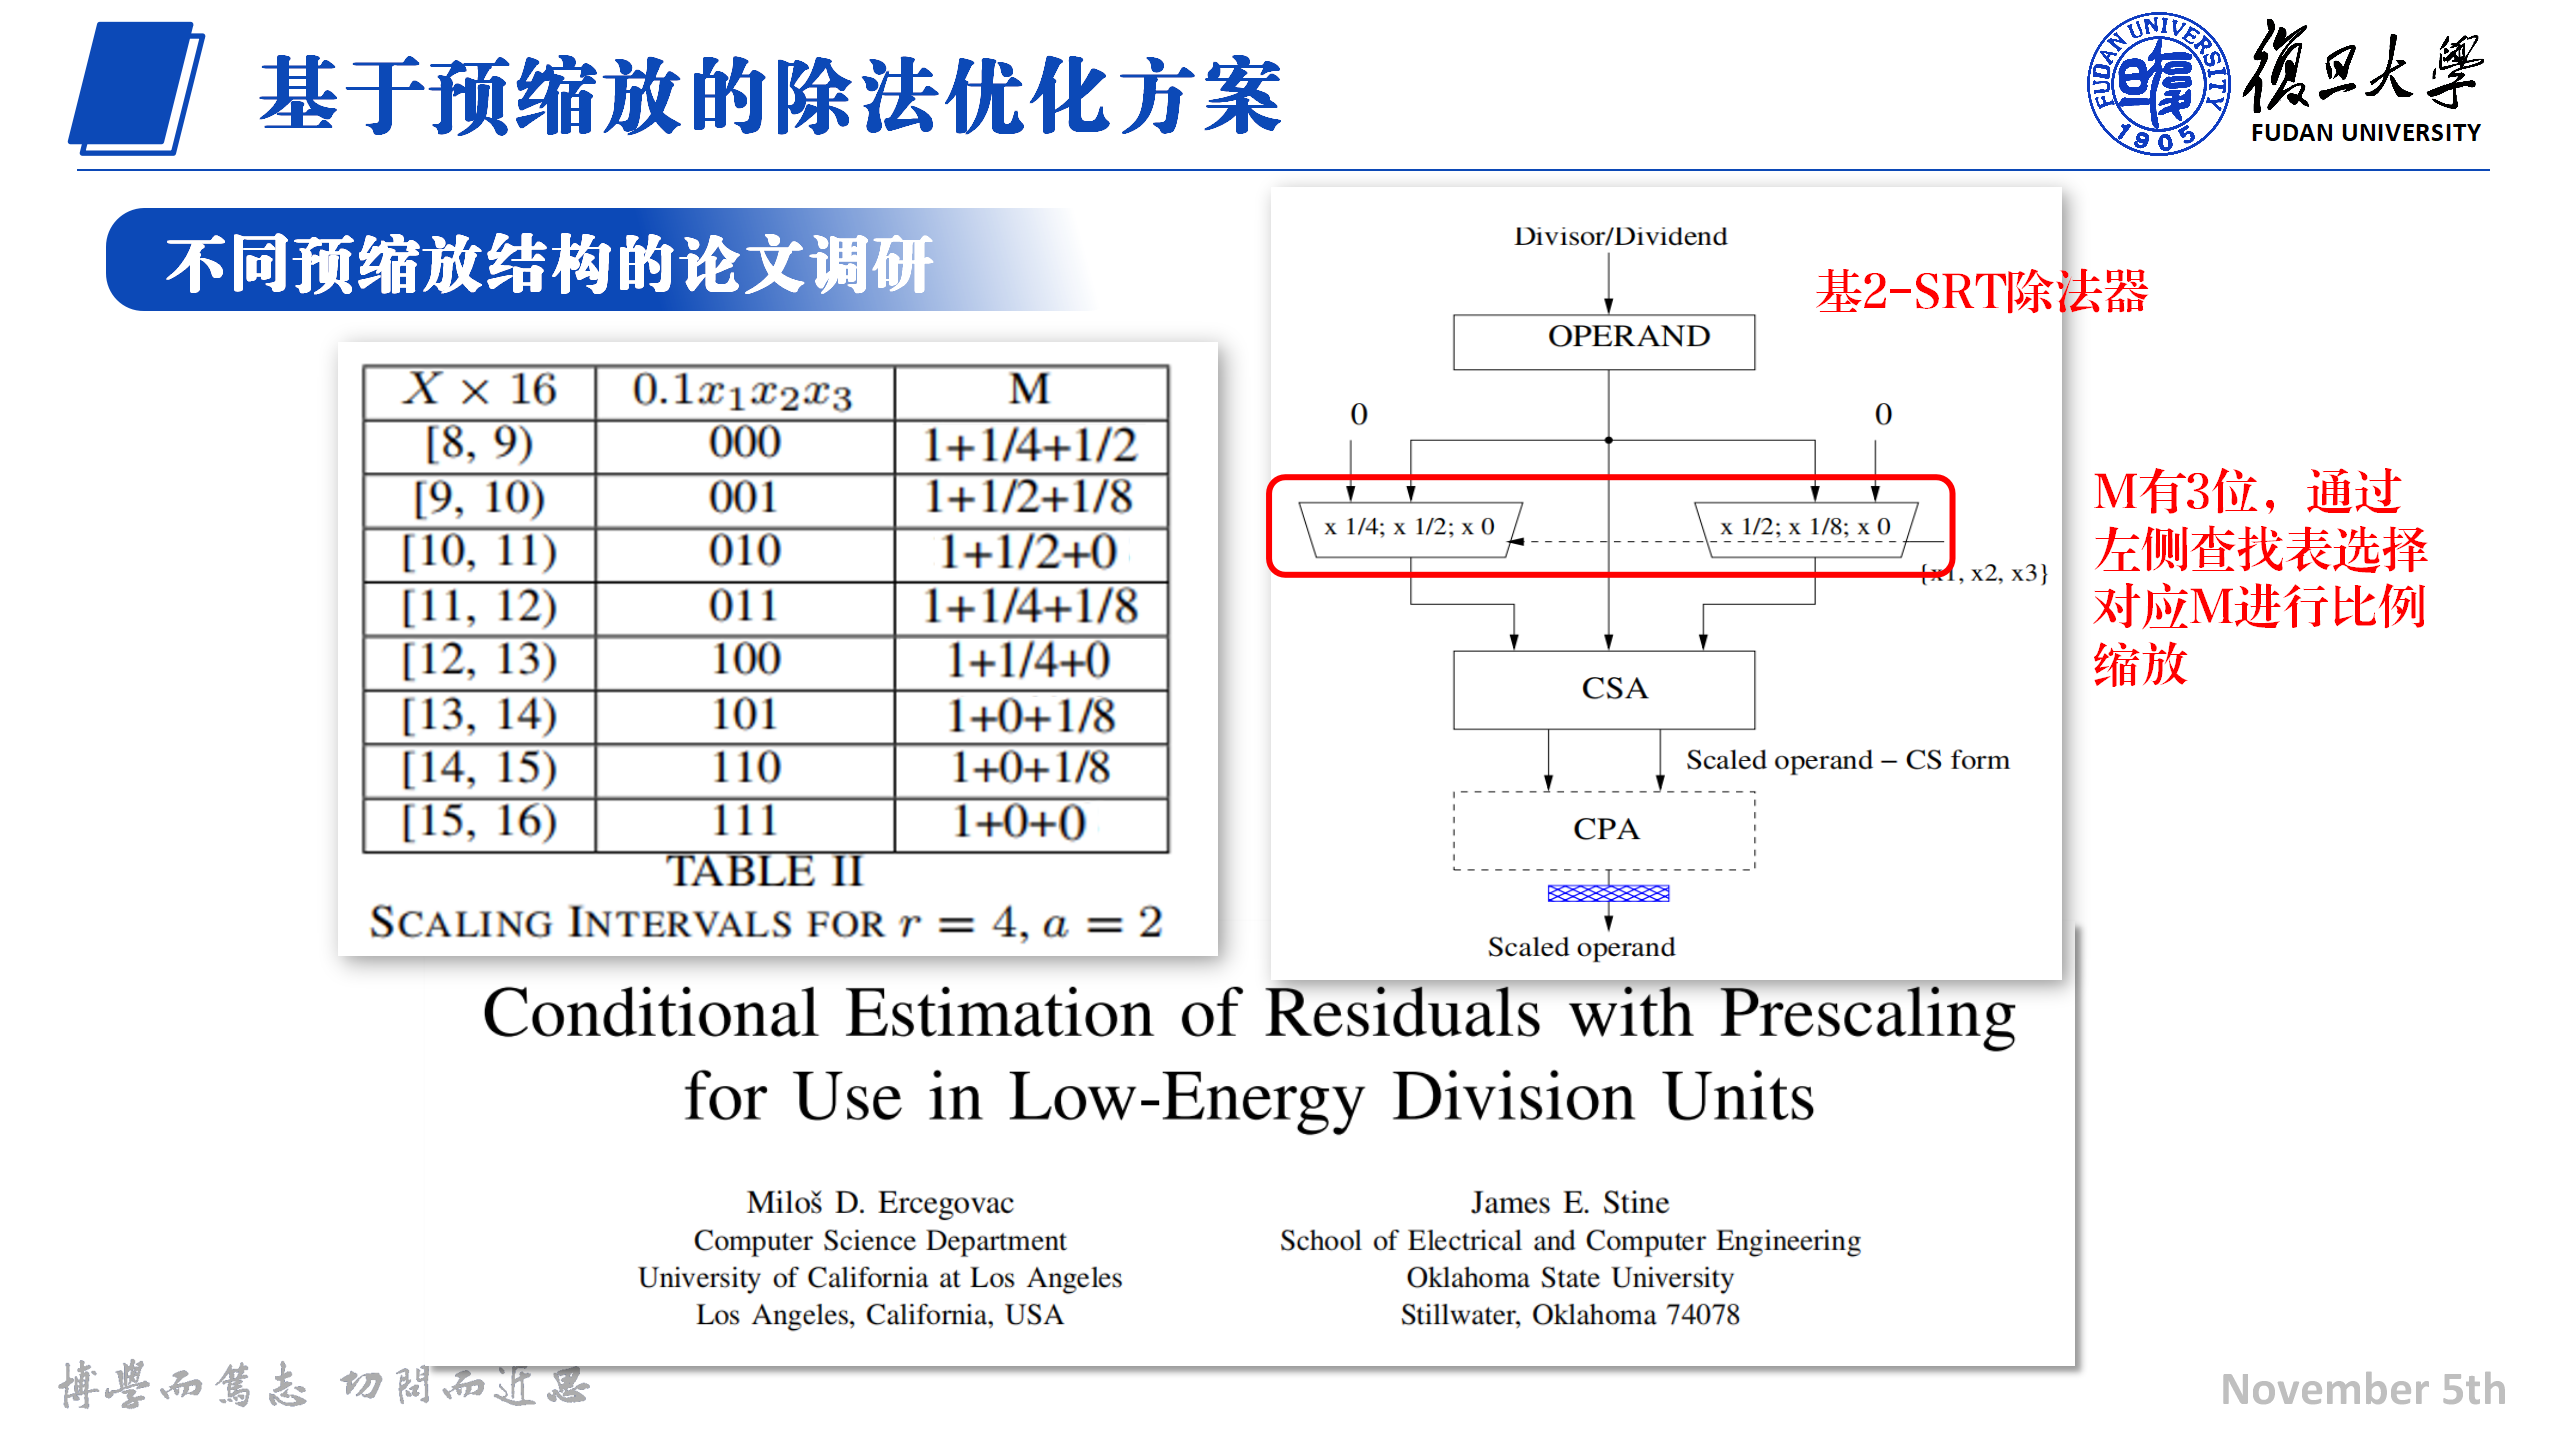 基于预缩放的除法优化方案
FUDAN UNIVERSITY
1905
復旦大學
FUDAN UNIVERSITY
不同预缩放结构的论文调研
X × 16 0.1x₁x₂x₃ M
[8, 9) 000 1+1/4+1/2
[9, 10) 001 1+1/2+1/8
[10, 11) 010 1+1/2+0
[11, 12) 011 1+1/4+1/8
[12, 13) 100 1+1/4+0
[13, 14) 101 1+0+1/8
[14, 15) 110 1+0+1/8
[15, 16) 111 1+0+0
TABLE II
SCALING INTERVALS FOR r = 4, a = 2
Divisor/Dividend
基2-SRT除法器
OPERAND
0 0
x 1/4; x 1/2; x 0 x 1/2; x 1/8; x 0
{x1, x2, x3}
CSA
Scaled operand – CS form
CPA
Scaled operand
M有3位，通过
左侧查找表选择
对应M进行比例
缩放
Conditional Estimation of Residuals with Prescaling
for Use in Low-Energy Division Units
Miloš D. Ercegovac
Computer Science Department
University of California at Los Angeles
Los Angeles, California, USA
James E. Stine
School of Electrical and Computer Engineering
Oklahoma State University
Stillwater, Oklahoma 74078
博學而篤志 切問而近思
November 5th